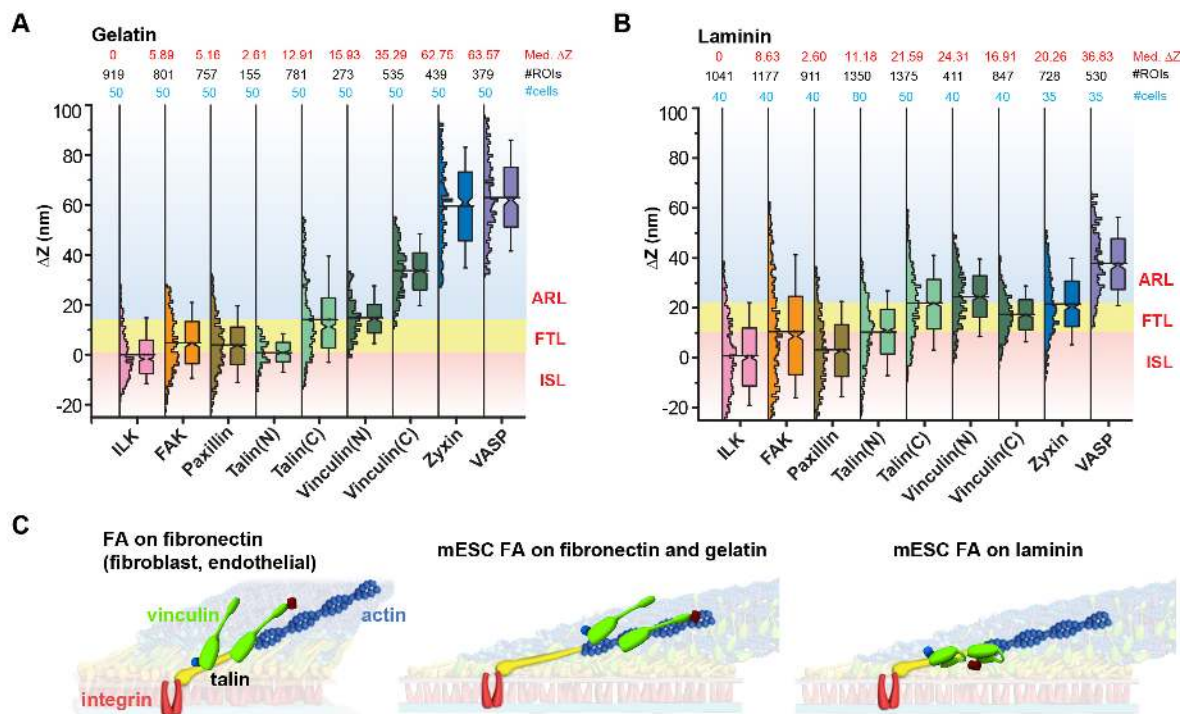 A
Gelatin
0 5.89 5.16 2.61 12.91 15.93 35.29 62.75 63.57 Med. ΔZ
919 801 757 155 781 273 535 439 379 #ROIs
50 50 50 50 50 50 50 50 50 #cells
100
80
60
40
20
0
-20
ΔZ (nm)
ARL
FTL
ISL
ILK
FAK
Paxillin
Talin(N)
Talin(C)
Vinculin(N)
Vinculin(C)
Zyxin
VASP
B
Laminin
0 8.63 2.60 11.18 21.59 24.31 16.91 20.26 36.83 Med. ΔZ
1041 1177 911 1350 1375 411 847 728 530 #ROIs
40 40 40 80 50 40 40 35 35 #cells
100
80
60
40
20
0
-20
ΔZ (nm)
ARL
FTL
ISL
ILK
FAK
Paxillin
Talin(N)
Talin(C)
Vinculin(N)
Vinculin(C)
Zyxin
VASP
C
FA on fibronectin
(fibroblast, endothelial)
vinculin
actin
talin
integrin
mESC FA on fibronectin and gelatin
mESC FA on laminin